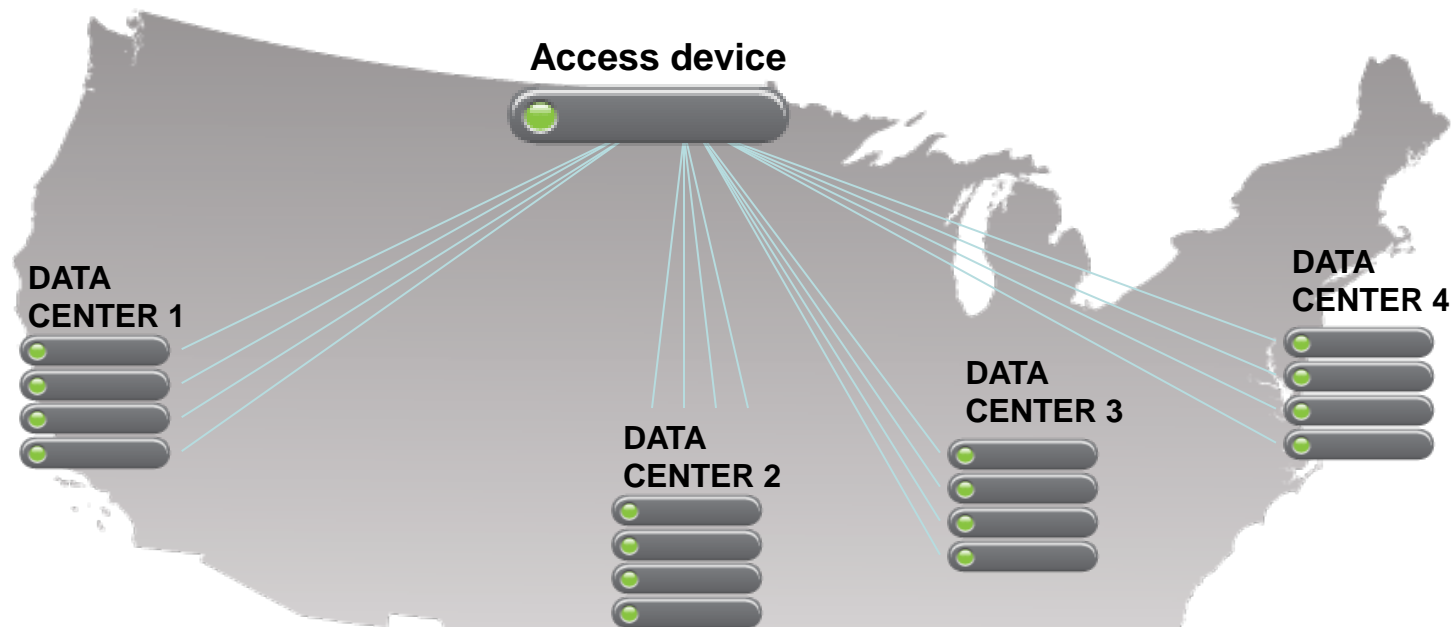 Access device
DATA
CENTER 1
DATA
CENTER 2
DATA
CENTER 3
DATA
CENTER 4